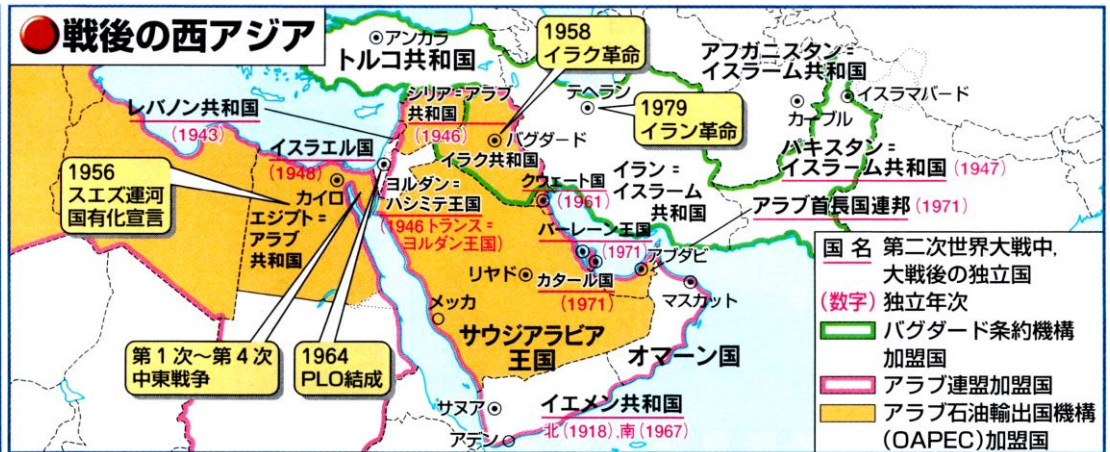 戦後の西アジア
アンカラ
トルコ共和国
1958
イラク革命
アフガニスタン=
イスラーム共和国
イスラマバード
カーブル
テヘラン
1979
イラン革命
シリア=アラブ
共和国
(1946)
レバノン共和国
(1943)
バグダード
イラク共和国
パキスタン=
イスラーム共和国 (1947)
イスラエル国
(1948)
1956
スエズ運河
国有化宣言
カイロ
エジプト=
アラブ
共和国
ヨルダン=
ハシミテ王国
(1946トランス=
ヨルダン王国)
クウェート国
(1961)
イラン=
イスラーム
共和国
アラブ首長国連邦 (1971)
バーレーン王国
(1971)
アブダビ
リヤド
カタール国
(1971)
マスカット
メッカ
サウジアラビア
王国
オマーン国
第1次~第4次
中東戦争
1964
PLO結成
サヌア
アデン
イエメン共和国
北(1918).南(1967)
国名 第二次世界大戦中,
大戦後の独立国
(数字) 独立年次
バグダード条約機構
加盟国
アラブ連盟加盟国
アラブ石油輸出国機構
(OAPEC)加盟国